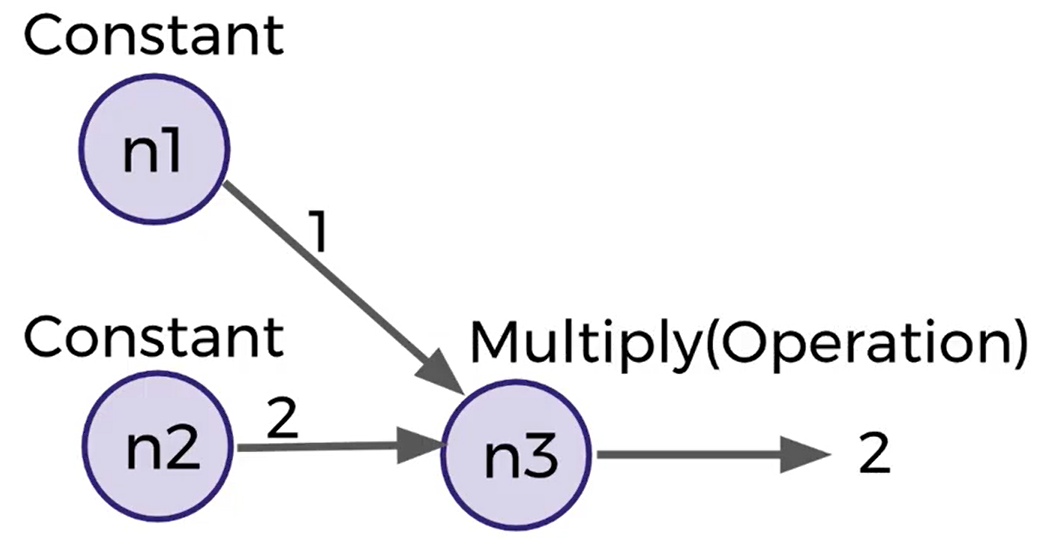 Constant
n1
1
Constant
Multiply(Operation)
n2
2
n3
2